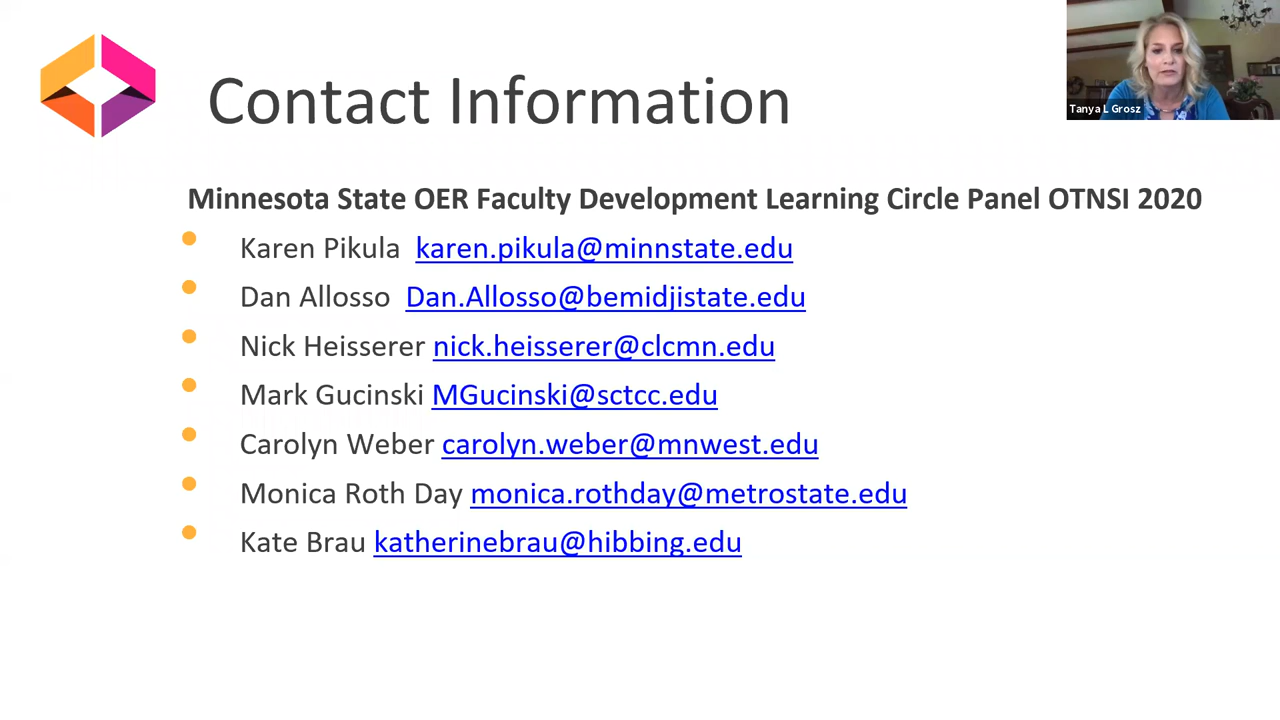 Contact Information
Tanya L Grosz
Minnesota State OER Faculty Development Learning Circle Panel OTNSI 2020
Karen Pikula karen.pikula@minnstate.edu
Dan Allosso Dan.Allosso@bemidjistate.edu
Nick Heisserer nick.heisserer@clcmn.edu
Mark Gucinski MGucinski@sctcc.edu
Carolyn Weber carolyn.weber@mnwest.edu
Monica Roth Day monica.rothday@metrostate.edu
Kate Brau katherinebrau@hibbing.edu